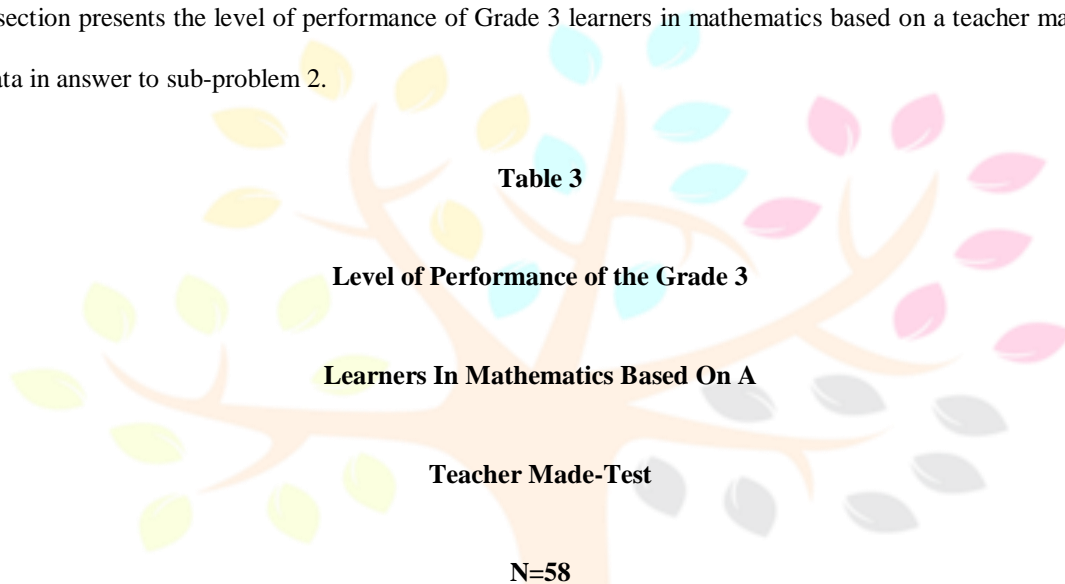 section presents the level of performance of Grade 3 learners in mathematics based on a teacher
in answer to sub-problem 2.
Table 3
Level of Performance of the Grade 3
Learners In Mathematics Based On A
Teacher Made-Test
N=58